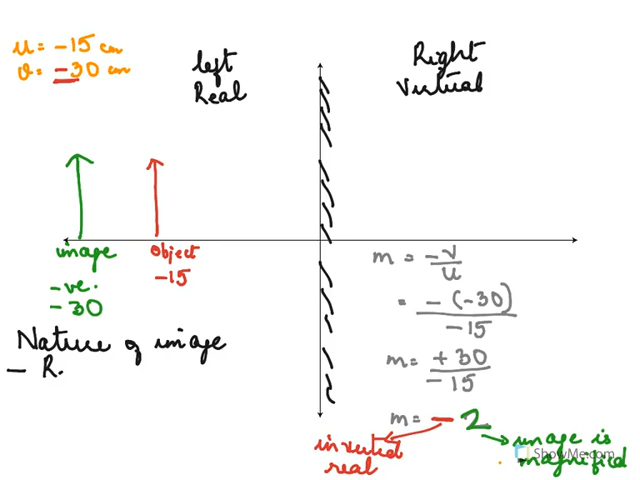 u = -15 cm
v = -30 cm
left
Real
Right
Virtual
image
-ve.
-30
object
-15
m = -v/u
= -(-30)/-15
m = +30/-15
m = - 2
inverted
real
image is
magnified
Nature of image
- R.
ShowMe.com